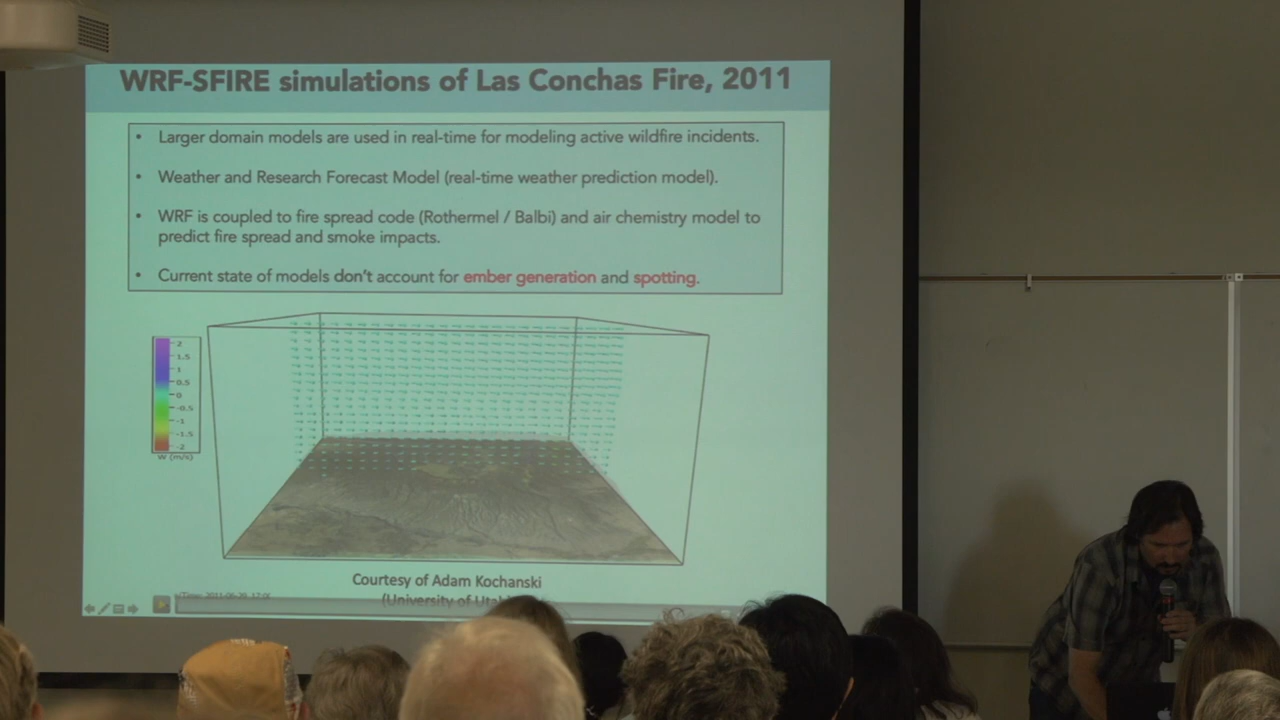 WRF-SFIRE simulations of Las Conchas Fire, 2011
• Larger domain models are used in real-time for modeling active wildfire incidents.
• Weather and Research Forecast Model (real-time weather prediction model).
• WRF is coupled to fire spread code (Rothermel / Balbi) and air chemistry model to
predict fire spread and smoke impacts.
• Current state of models don't account for ember generation and spotting.
2
1.5
1
0.5
0
-0.5
-1
-1.5
-2
W (m/s)
Courtesy of Adam Kochanski
(University of Utah
Time: 2011-06-29